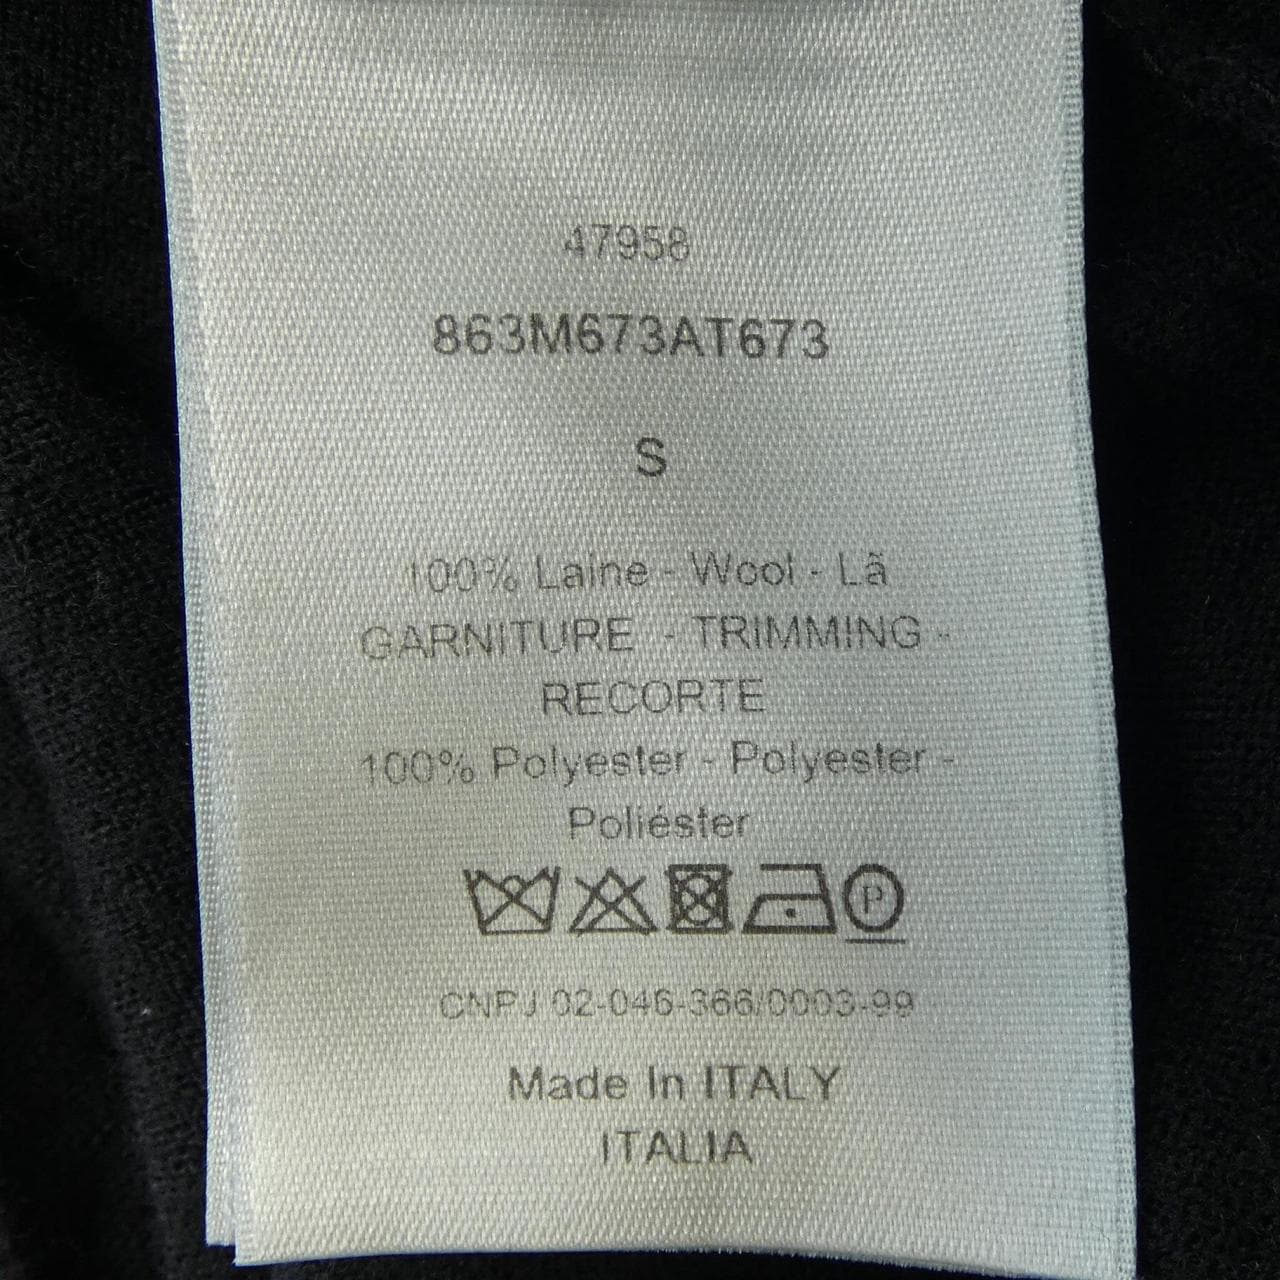 47958
863M673AT673
S
100% Laine - Wool - Lã
GARNITURE - TRIMMING -
RECORTE
100% Polyester - Polyester -
Poliéster
P
CNPJ 02-046-366/0003-99
Made In ITALY
ITALIA